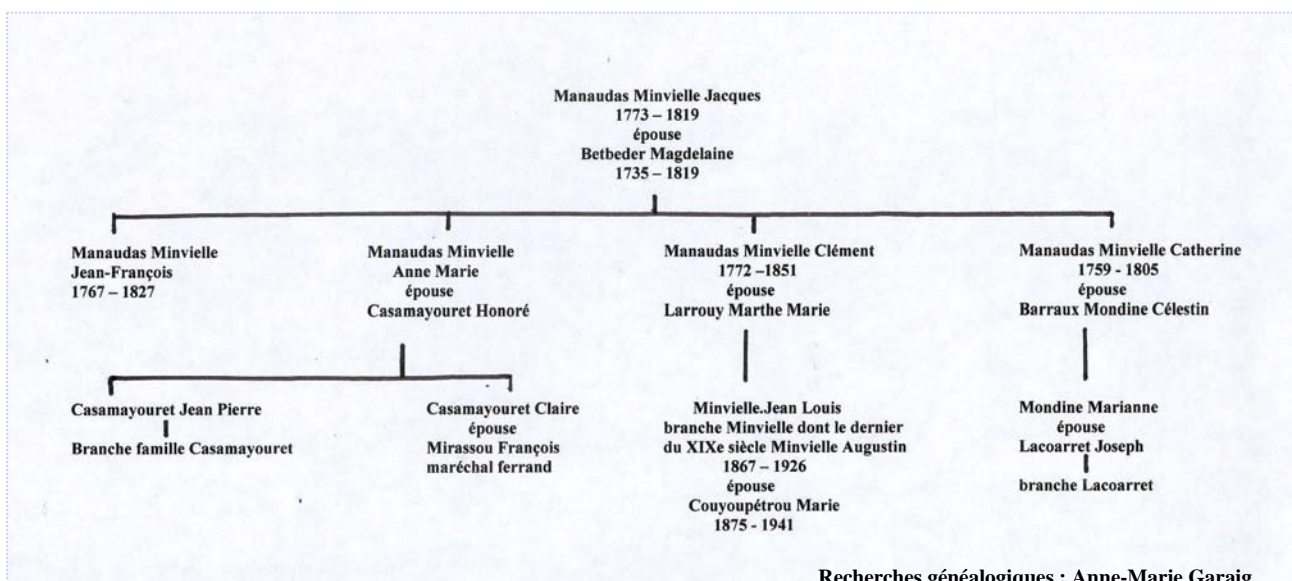 Manaudas Minvielle Jacques
1773 – 1819
épouse
Betbeder Magdelaine
1735 – 1819
Manaudas Minvielle
Jean-François
1767 – 1827
Manaudas Minvielle
Anne Marie
épouse
Casamayouret Honoré
Manaudas Minvielle Clément
1772 –1851
épouse
Larrouy Marthe Marie
Manaudas Minvielle Catherine
1759 - 1805
épouse
Barraux Mondine Célestin
Casamayouret Jean Pierre
Branche famille Casamayouret
Casamayouret Claire
épouse
Mirassou François
maréchal ferrand
Minvielle.Jean Louis
branche Minvielle dont le dernier
du XIXe siècle Minvielle Augustin
1867 – 1926
épouse
Couyoupétrou Marie
1875 - 1941
Mondine Marianne
épouse
Lacoarret Joseph
branche Lacoarret
Recherches généalogiques : Anne-Marie Garaig